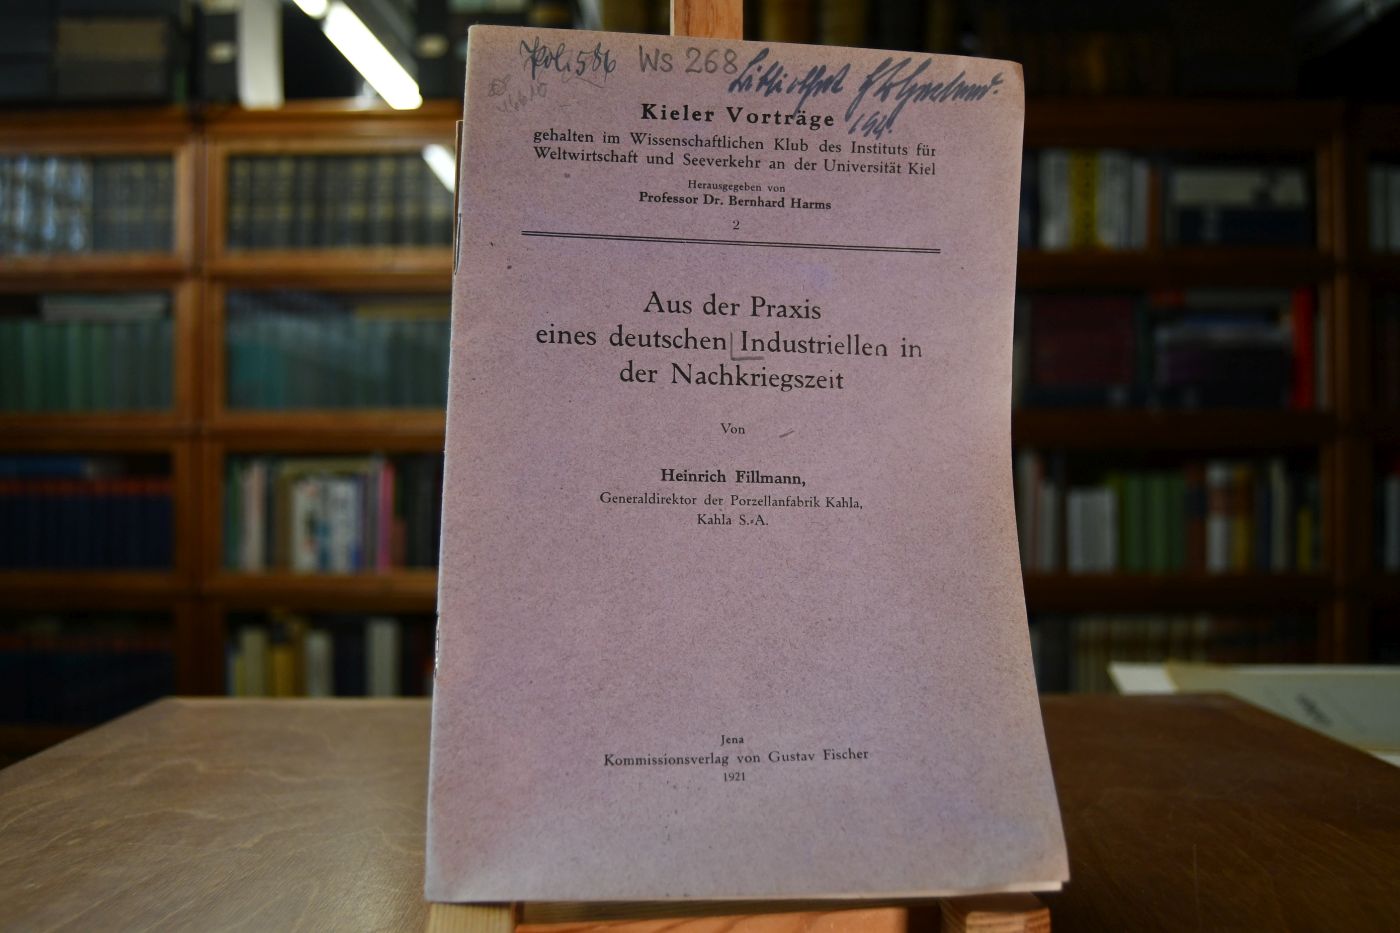 Ws 268
Kieler Vorträge
gehalten im Wissenschaftlichen Klub des Instituts für
Weltwirtschaft und Seeverkehr an der Universität Kiel
Herausgegeben von
Professor Dr. Bernhard Harms
2
Aus der Praxis
eines deutschen Industriellen in
der Nachkriegszeit
Von
Heinrich Fillmann,
Generaldirektor der Porzellanfabrik Kahla,
Kahla S.-A.
Jena
Kommissionsverlag von Gustav Fischer
1921